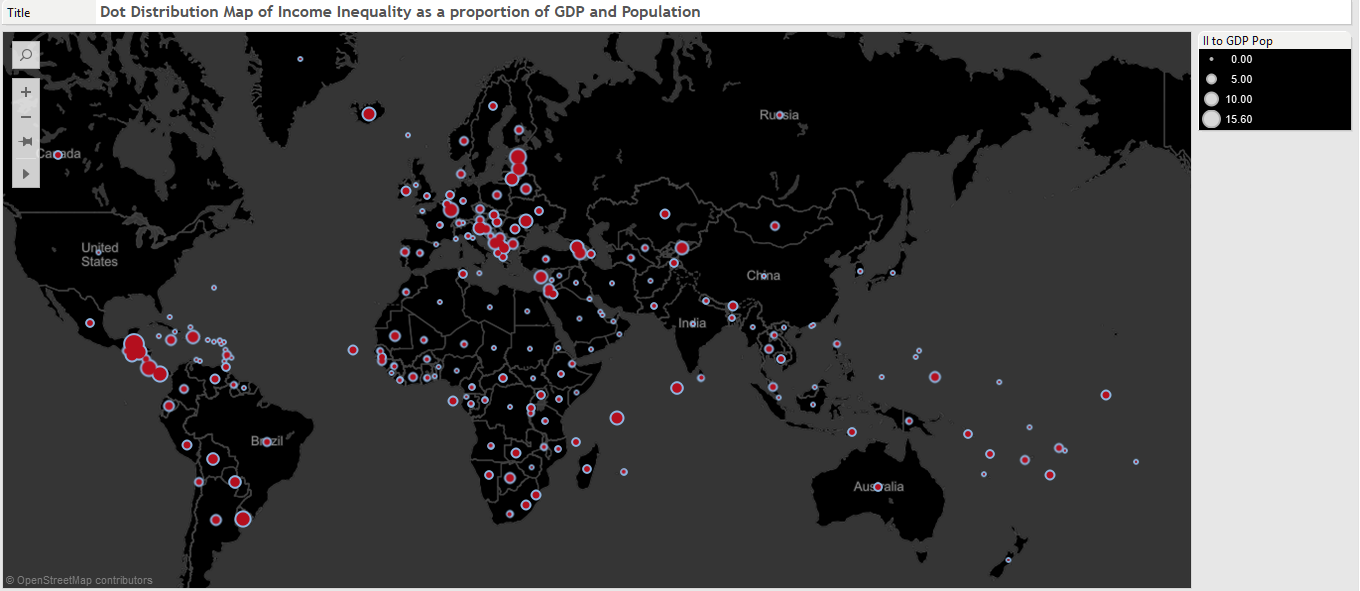 Title
Dot Distribution Map of Income Inequality as a proportion of GDP and Population
II to GDP Pop
0.00
5.00
10.00
15.60
Russia
Canada
United
States
China
India
Brazil
Australia
© OpenStreetMap contributors